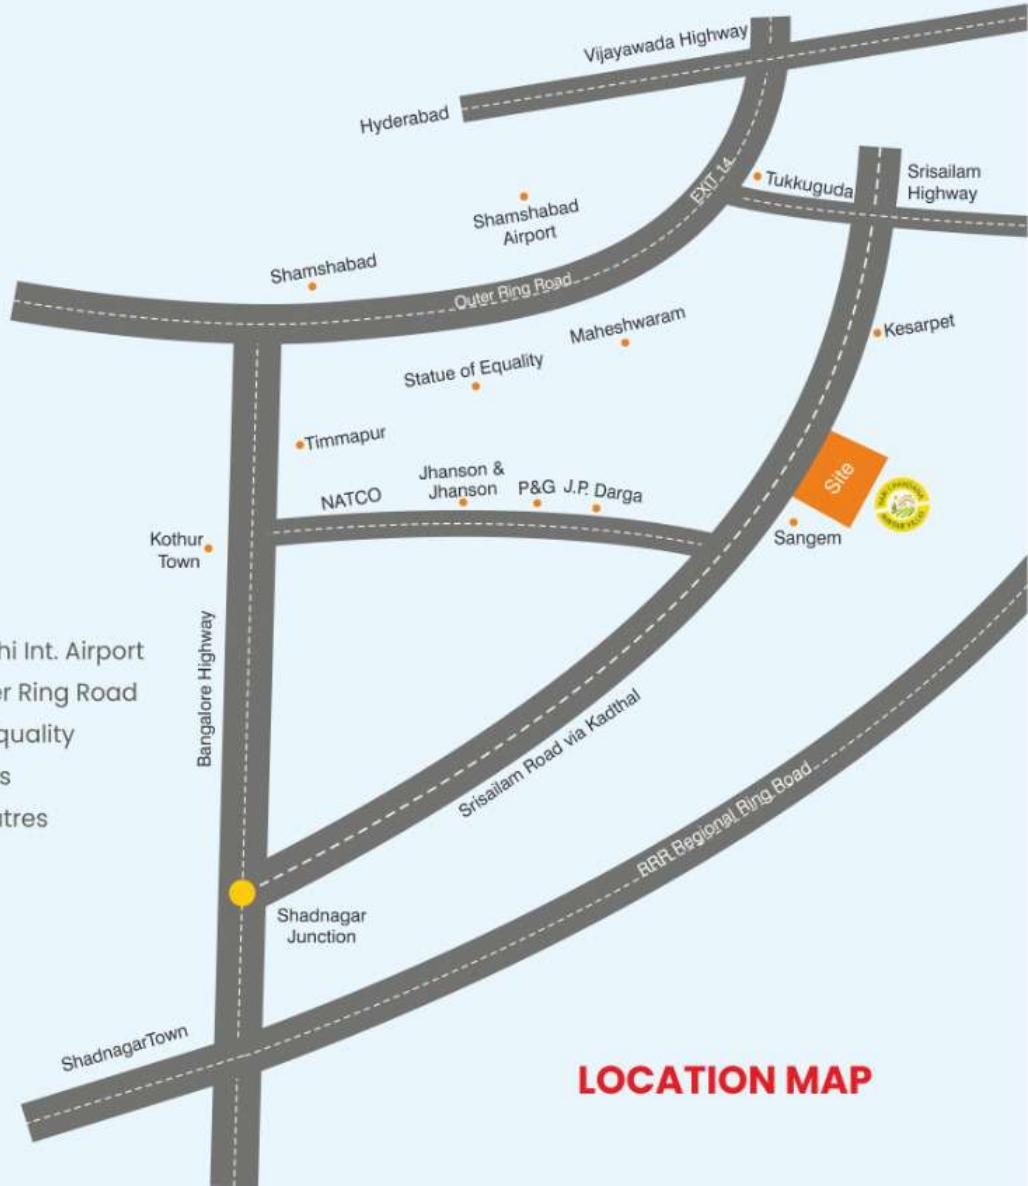 Vijayawada Highway
Hyderabad
EXIT 14
Tukkuguda
Srisailam
Highway
Shamshabad
Airport
Shamshabad
Outer Ring Road
Maheshwaram
Kesarpet
Statue of Equality
Timmapur
Jhanson &
Jhanson
NATCO
P&G
J.P. Darga
Site
Sangem
Kothur
Town
hi Int. Airport
er Ring Road
quality
s
atres
Bangalore Highway
Srisailam Road via Kadthal
RRR Regional Ring Road
Shadnagar
Junction
ShadnagarTown
LOCATION MAP